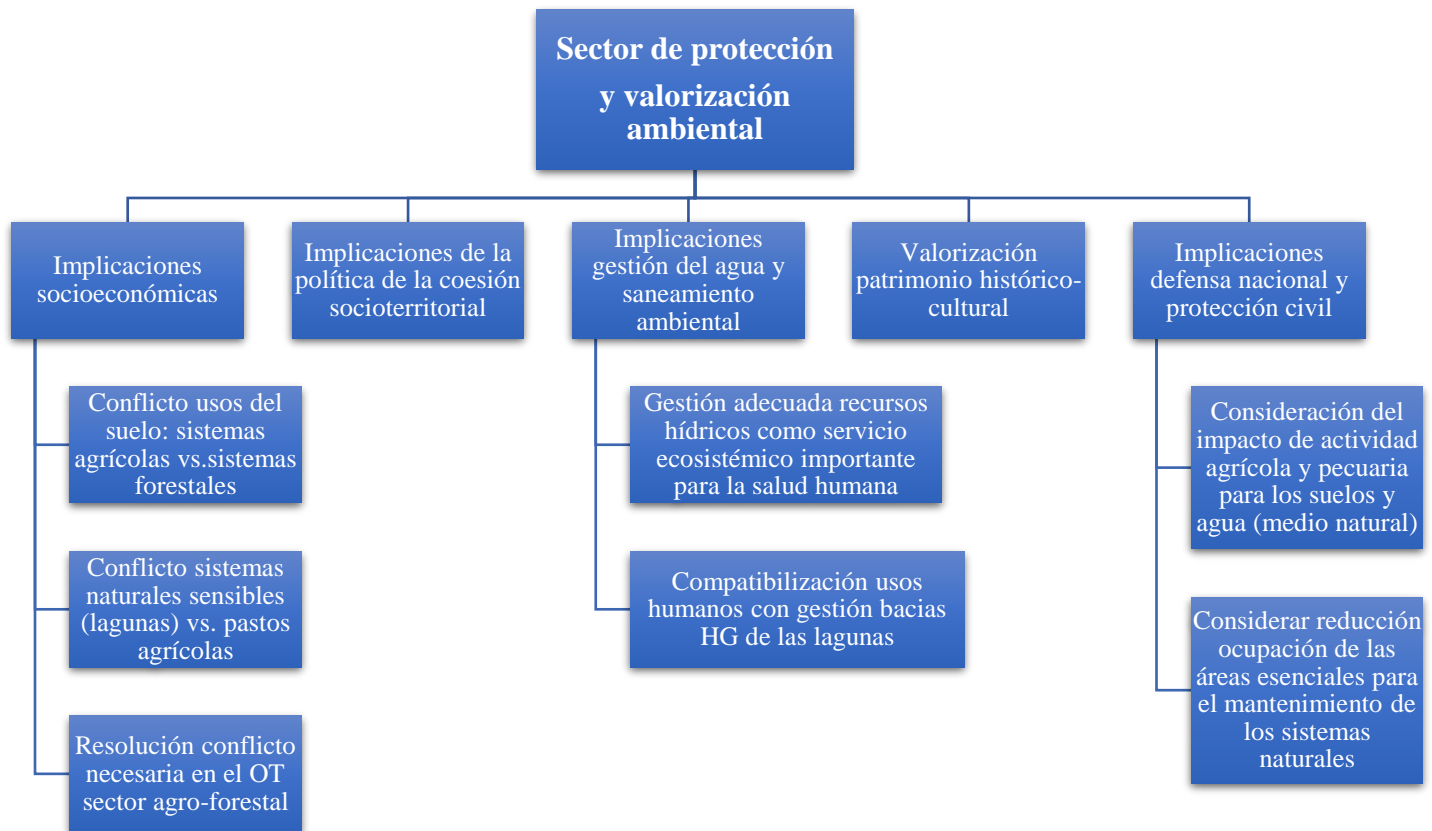 Sector de protección
y valorización
ambiental
Implicaciones
socioeconómicas
Conflicto usos del
suelo: sistemas
agrícolas vs.sistemas
forestales
Conflicto sistemas
naturales sensibles
(lagunas) vs. pastos
agrícolas
Resolución conflicto
necesaria en el OT
sector agro-forestal
Implicaciones de la
política de la coesión
socioterritorial
Implicaciones
gestión del agua y
saneamiento
ambiental
Gestión adecuada recursos
hídricos como servicio
ecosistémico importante
para la salud humana
Compatibilización usos
humanos con gestión bacias
HG de las lagunas
Valorización
patrimonio histórico-
cultural
Implicaciones
defensa nacional y
protección civil
Consideración del
impacto de actividad
agrícola y pecuaria
para los suelos y
agua (medio natural)
Considerar reducción
ocupación de las
áreas esenciales para
el mantenimiento de
los sistemas
naturales